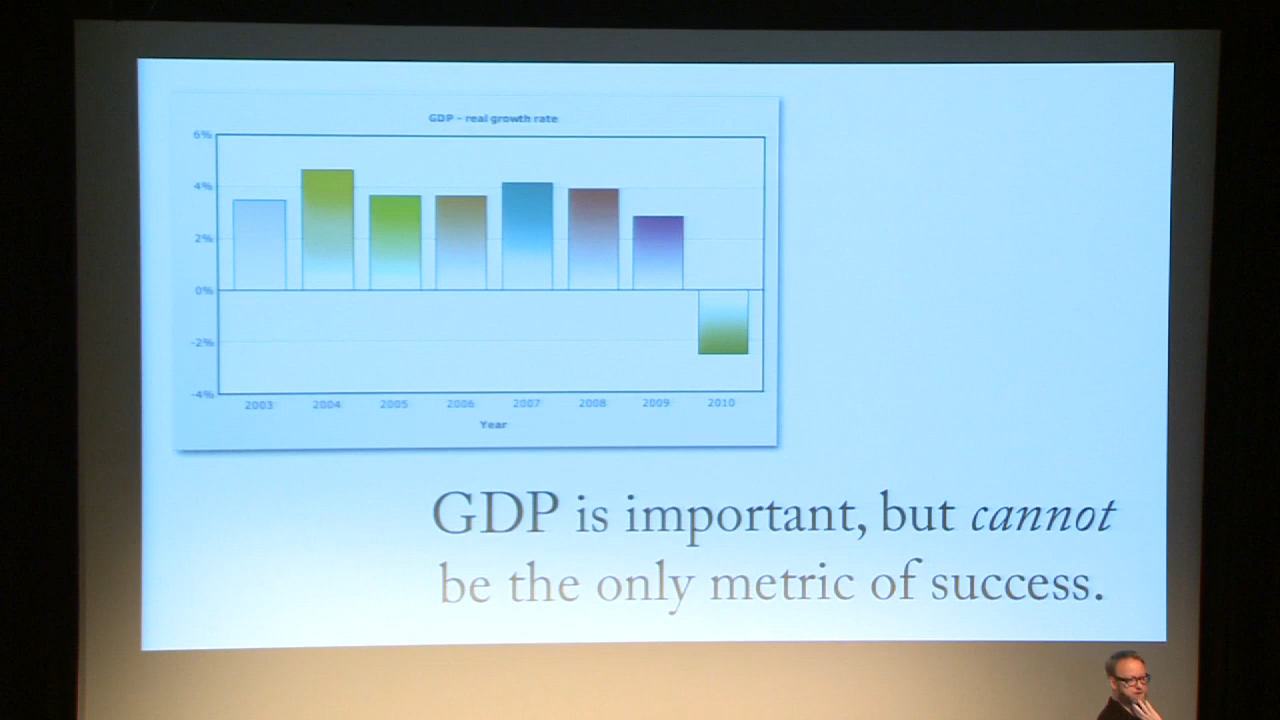 GDP - real growth rate
6%
4%
2%
0%
-2%
-4%
2003 2004 2005 2006 2007 2008 2009 2010
Year
GDP is important, but cannot
be the only metric of success.